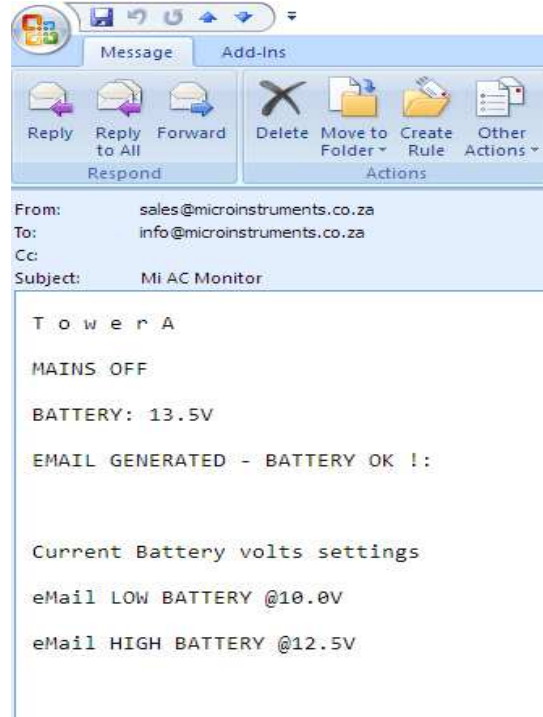 Message Add-Ins
Reply Reply to All Forward Delete Move to Folder Create Rule Other Actions
Respond Actions
From: sales@microinstruments.co.za
To: info@microinstruments.co.za
Cc:
Subject: Mi AC Monitor
T o w e r A
MAINS OFF
BATTERY: 13.5V
EMAIL GENERATED - BATTERY OK !:
Current Battery volts settings
eMail LOW BATTERY @10.0V
eMail HIGH BATTERY @12.5V